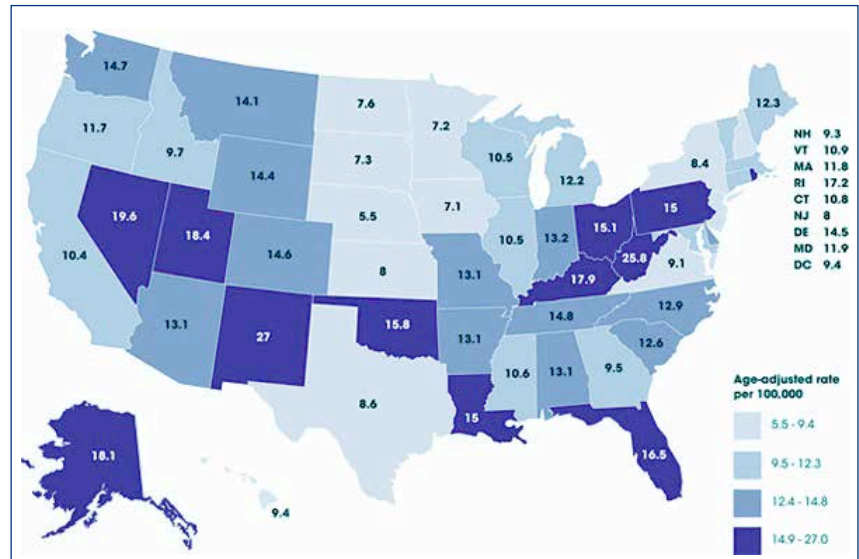 14.7
14.1
7.6
7.2
12.3
11.7
9.7
14.4
7.3
10.5
12.2
8.4
NH 9.3
VT 10.9
MA 11.8
RI 17.2
CT 10.8
NJ 8
DE 14.5
MD 11.9
DC 9.4
19.6
18.4
14.6
5.5
7.1
10.5
13.2
15.1
15
10.4
8
13.1
17.9
25.8
9.1
13.1
27
15.8
13.1
14.8
12.9
12.6
8.6
15
10.6
13.1
9.5
16.5
18.1
9.4
Age-adjusted rate
per 100,000
5.5 - 9.4
9.5 - 12.3
12.4 - 14.8
14.9 - 27.0